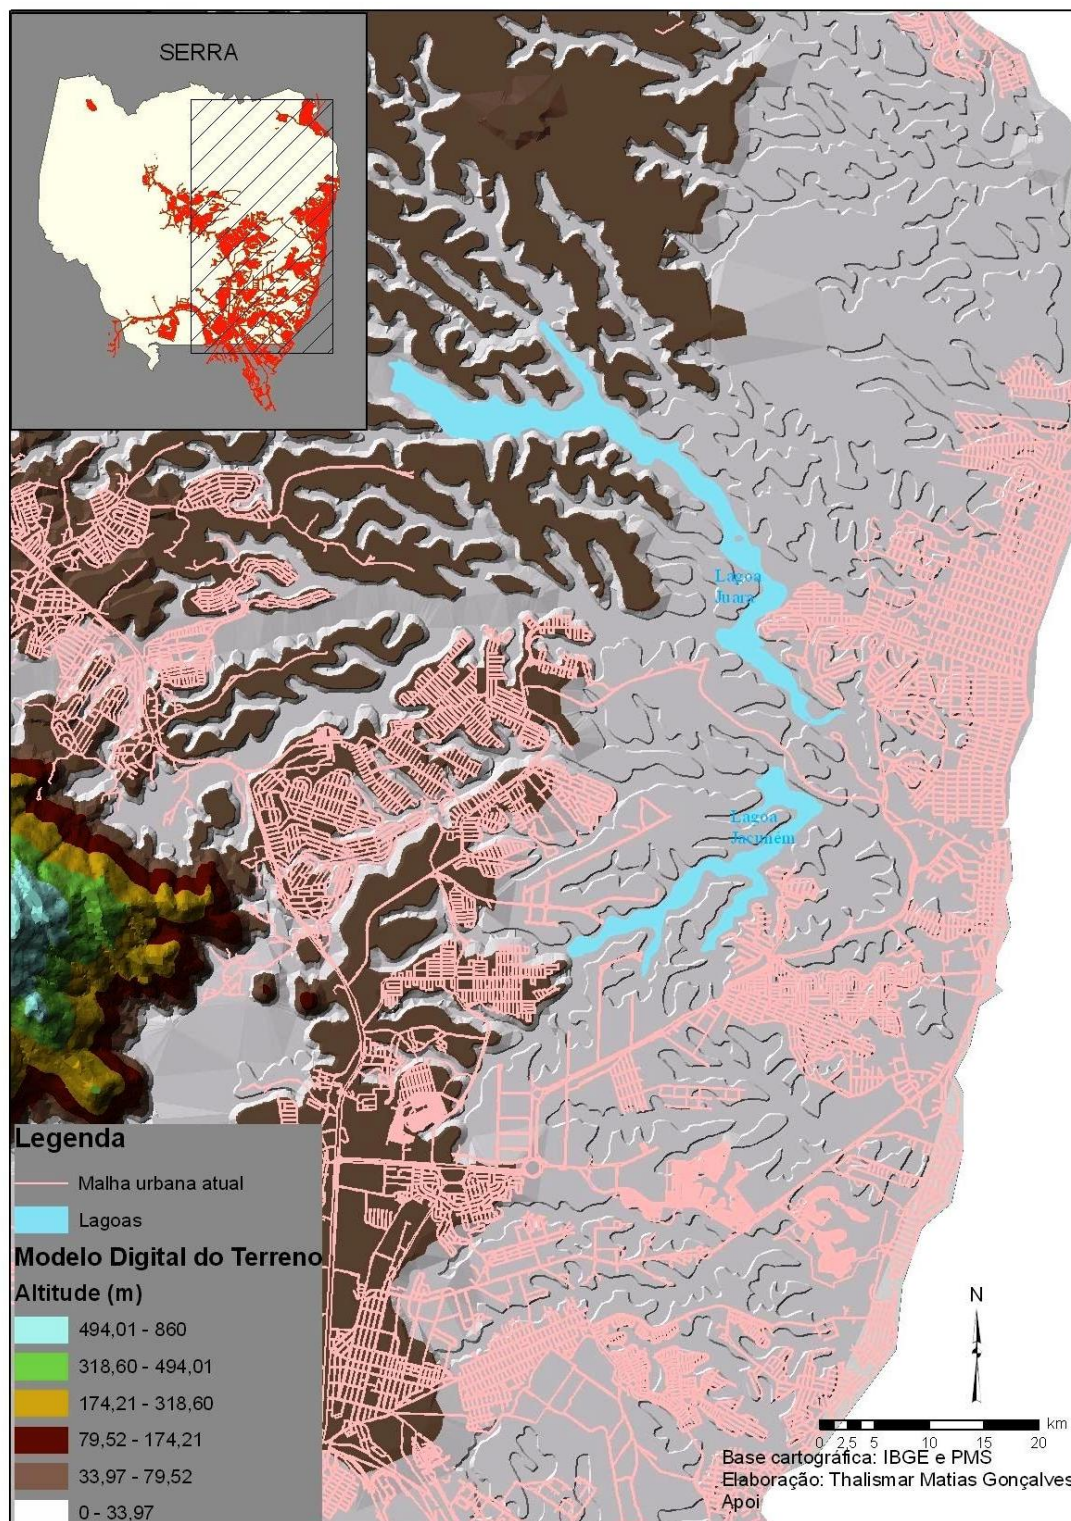 SERRA
Lagoa
Juara
Lagoa
Jacuném
Legenda
Malha urbana atual
Lagoas
Modelo Digital do Terreno
Altitude (m)
494,01 - 860
318,60 - 494,01
174,21 - 318,60
79,52 - 174,21
33,97 - 79,52
0 - 33,97
N
km
0 2,5 5 10 15 20
Base cartográfica: IBGE e PMS
Elaboração: Thalismar Matias Gonçalves
Apoi